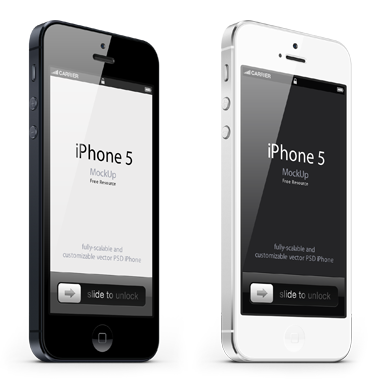 CARRIER
iPhone 5
MockUp
Free Resource
fully-scalable and
customizable vector PSD iPhone
slide to unlock
CARRIER
iPhone 5
MockUp
Free Resource
fully-scalable and
customizable vector PSD iPhone
slide to unlock